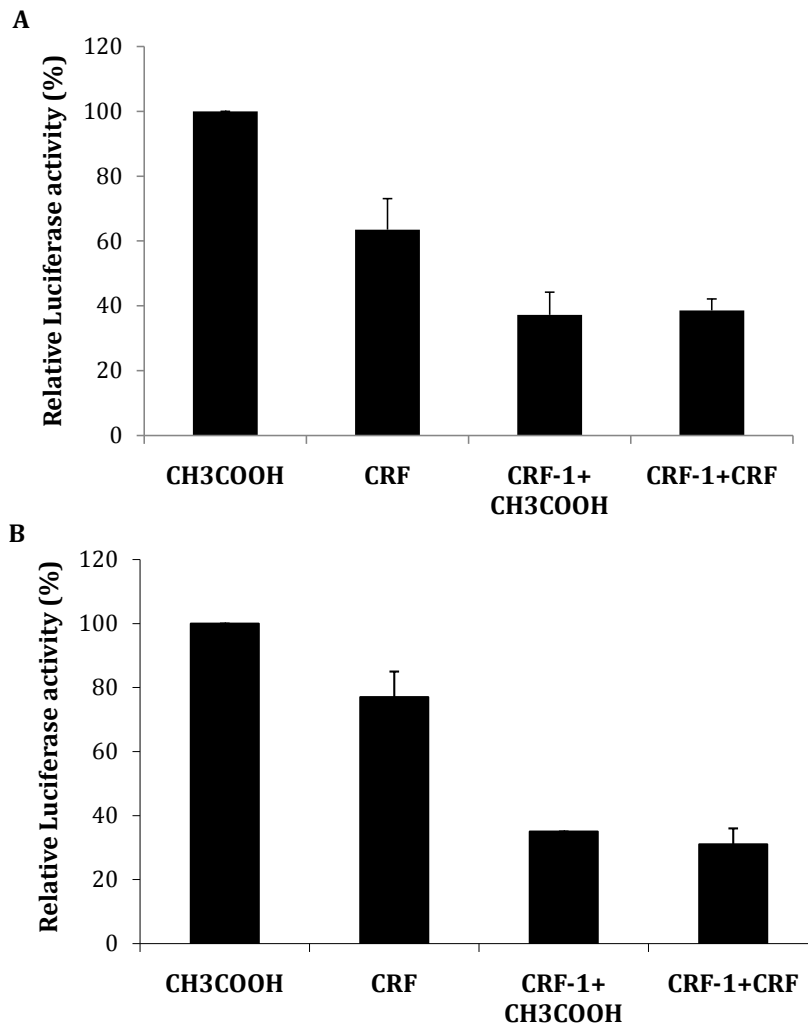 A
Relative Luciferase activity (%)
120
100
80
60
40
20
0
CH3COOH
CRF
CRF-1+
CH3COOH
CRF-1+CRF
B
Relative Luciferase activity (%)
120
100
80
60
40
20
0
CH3COOH
CRF
CRF-1+
CH3COOH
CRF-1+CRF